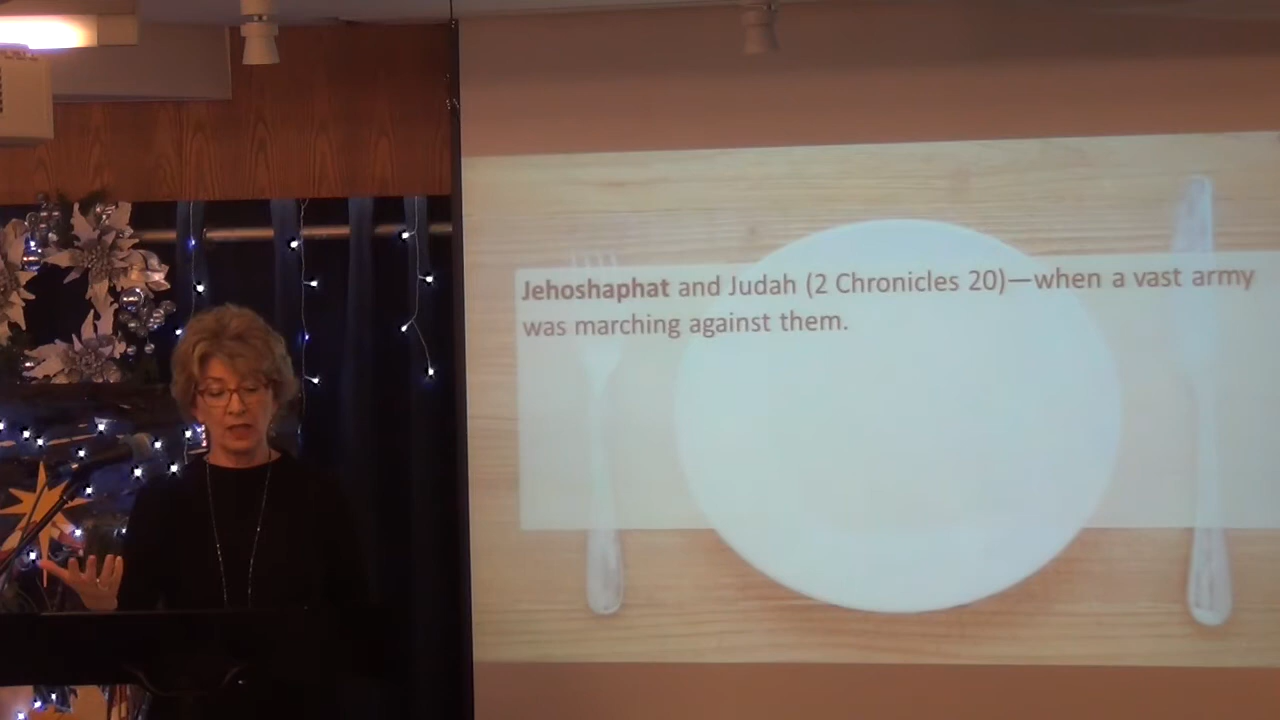 Jehoshaphat and Judah (2 Chronicles 20)—when a vast army
was marching against them.